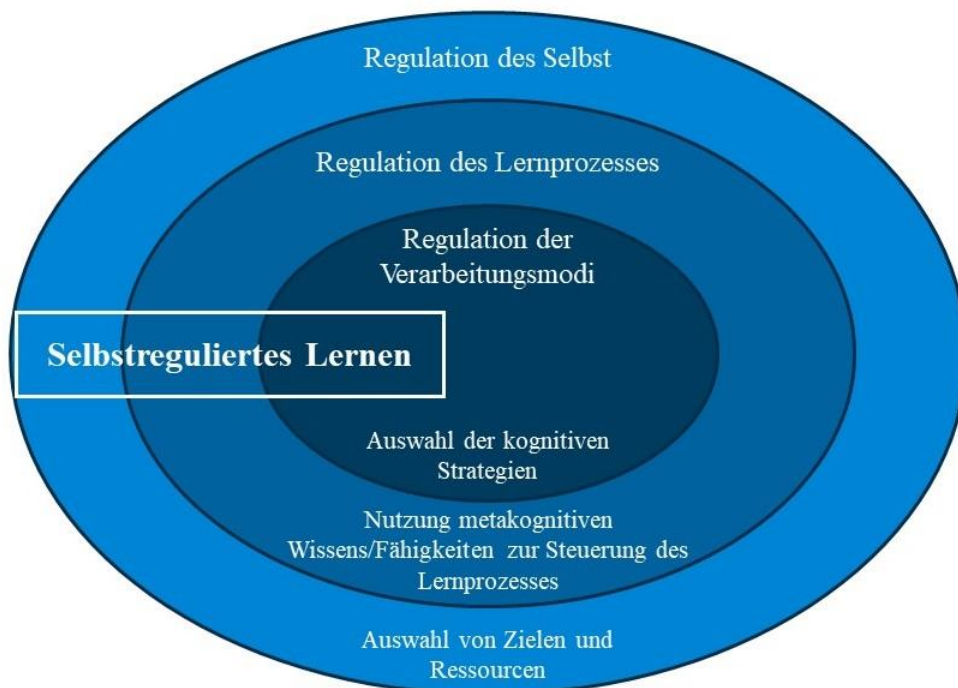 Regulation des Selbst
Regulation des Lernprozesses
Regulation der
Verarbeitungsmodi
Selbstreguliertes Lernen
Auswahl der kognitiven
Strategien
Nutzung metakognitiven
Wissens/Fähigkeiten zur Steuerung des
Lernprozesses
Auswahl von Zielen und
Ressourcen